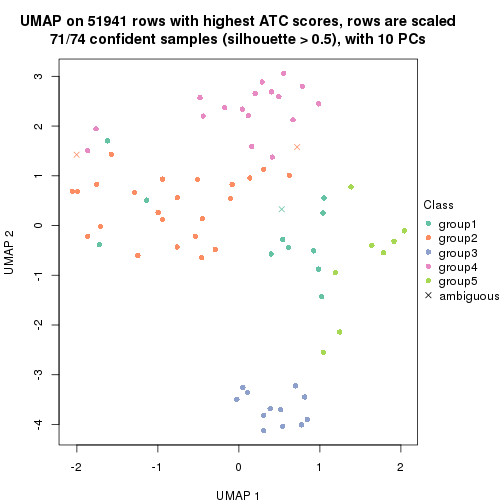 UMAP on 51941 rows with highest ATC scores, rows are scaled
71/74 confident samples (silhouette > 0.5), with 10 PCs
3
2
1
0
-1
-2
-3
-4
UMAP 2
-2
-1
0
1
2
UMAP 1
Class
group1
group2
group3
group4
group5
ambiguous